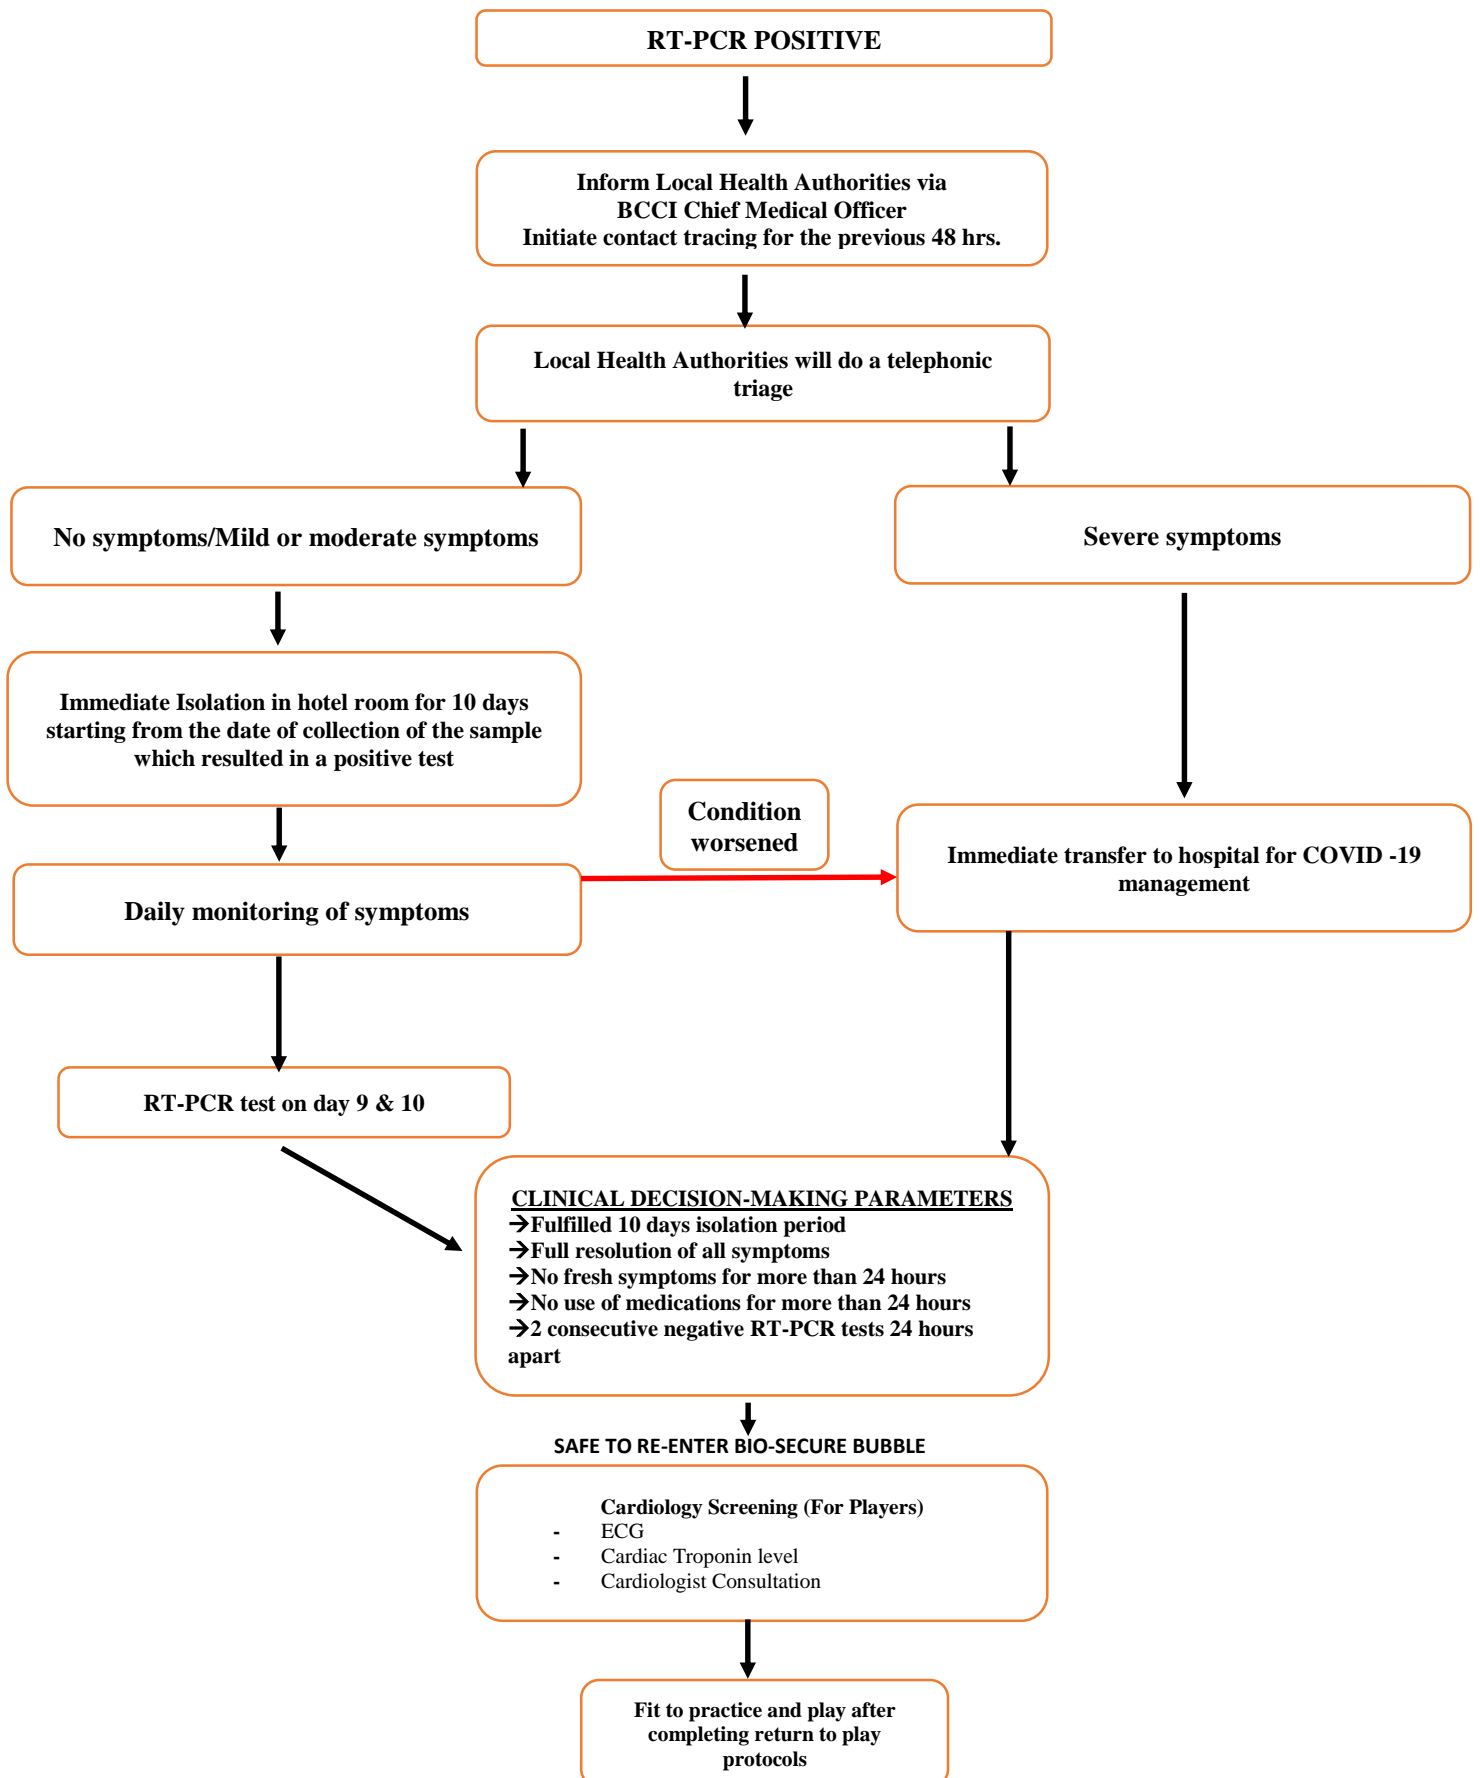 RT-PCR POSITIVE
Inform Local Health Authorities via
BCCI Chief Medical Officer
Initiate contact tracing for the previous 48 hrs.
Local Health Authorities will do a telephonic
triage
No symptoms/Mild or moderate symptoms
Severe symptoms
Immediate Isolation in hotel room for 10 days
starting from the date of collection of the sample
which resulted in a positive test
Condition
worsened
Immediate transfer to hospital for COVID -19
management
Daily monitoring of symptoms
RT-PCR test on day 9 & 10
CLINICAL DECISION-MAKING PARAMETERS
→Fulfilled 10 days isolation period
→Full resolution of all symptoms
→No fresh symptoms for more than 24 hours
→No use of medications for more than 24 hours
→2 consecutive negative RT-PCR tests 24 hours
apart
SAFE TO RE-ENTER BIO-SECURE BUBBLE
Cardiology Screening (For Players)
- ECG
- Cardiac Troponin level
- Cardiologist Consultation
Fit to practice and play after
completing return to play
protocols